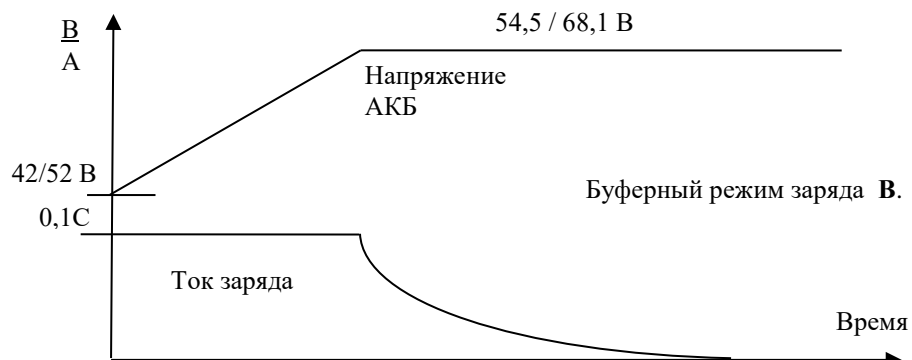 54,5 / 68,1 В
В
А
Напряжение
АКБ
42/52 В
Буферный режим заряда В.
0,1С
Ток заряда
Время